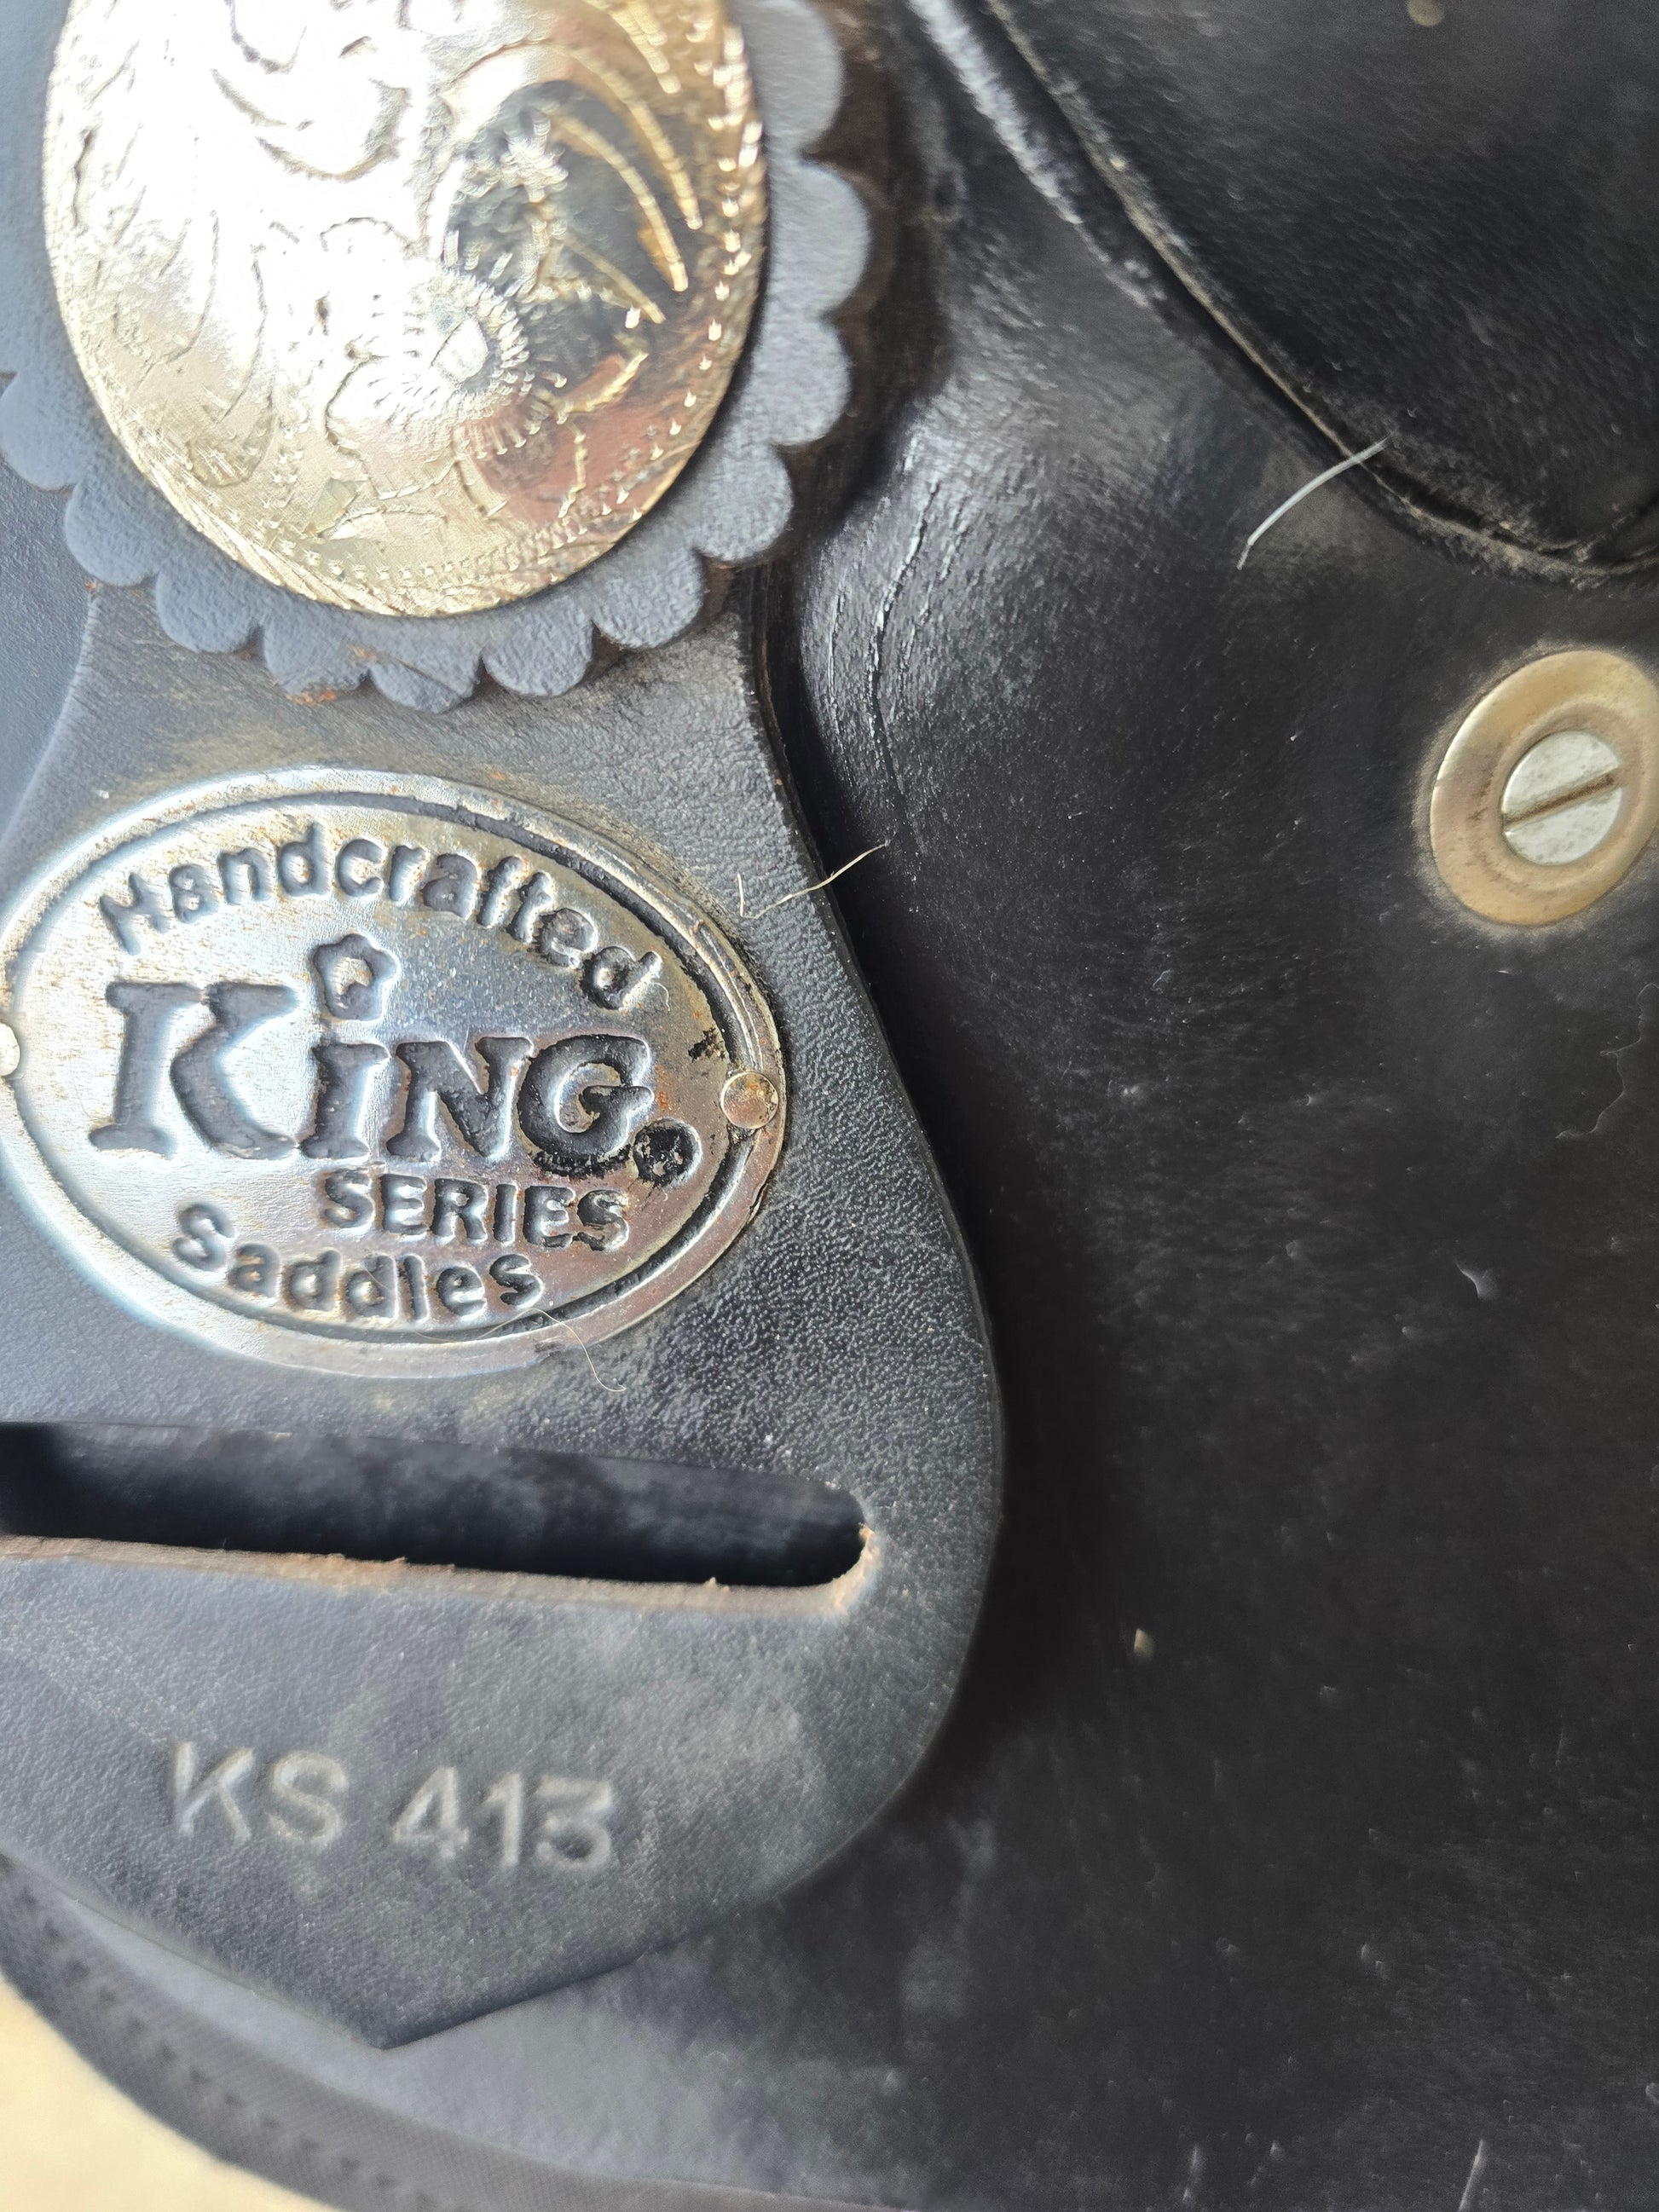 Handcrafted
KiNG
SERIES
Saddles
KS 413